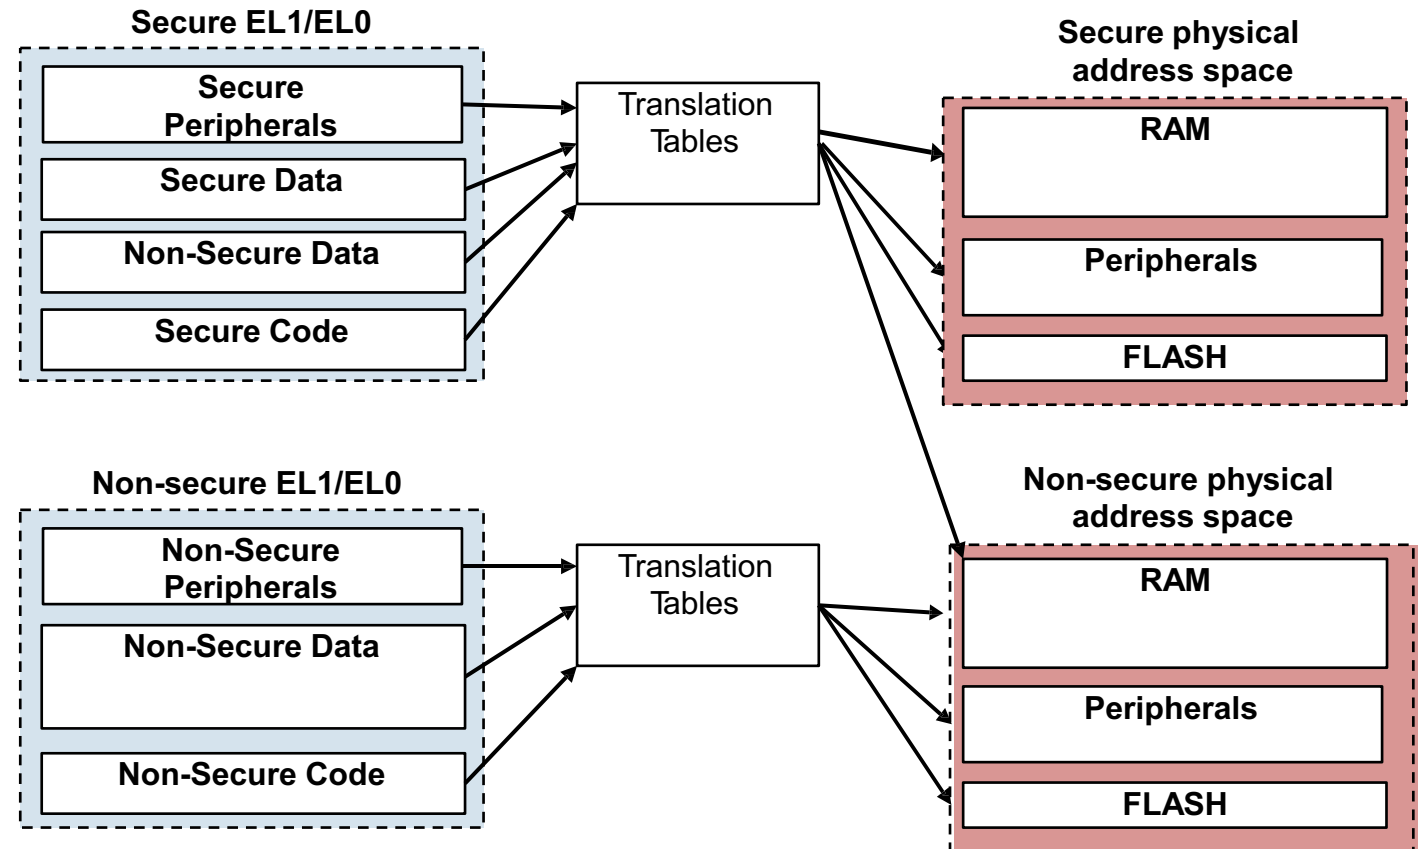 Secure EL1/EL0
Secure
Peripherals
Secure Data
Non-Secure Data
Secure Code
Translation
Tables
Secure physical
address space
RAM
Peripherals
FLASH
Non-secure EL1/EL0
Non-Secure
Peripherals
Non-Secure Data
Non-Secure Code
Translation
Tables
Non-secure physical
address space
RAM
Peripherals
FLASH